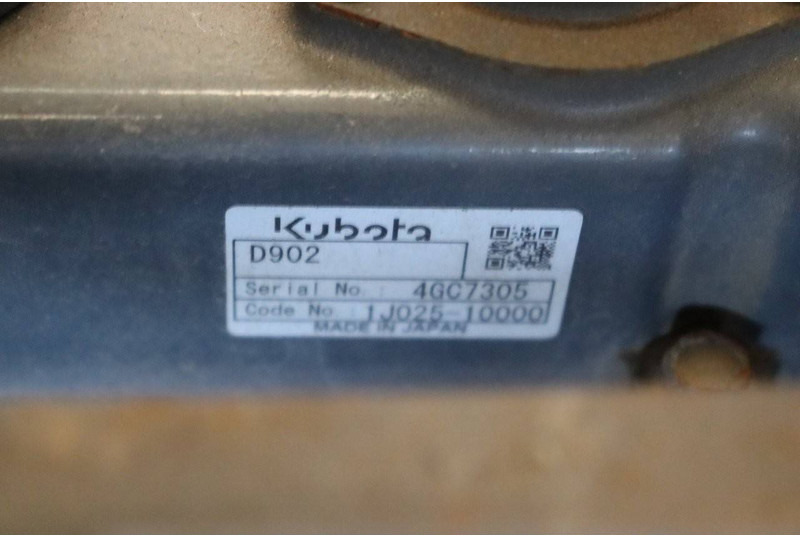 Kubota
D902
Serial No. : 4GC7305
Code No. : 1J025-10000
MADE IN JAPAN